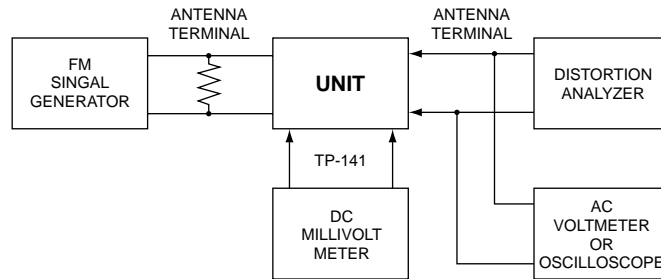 ANTENNA
TERMINAL
ANTENNA
TERMINAL
FM
SINGAL
GENERATOR
UNIT
DISTORTION
ANALYZER
TP-141
DC
MILLIVOLT
METER
AC
VOLTMETER
OR
OSCILLOSCOPE